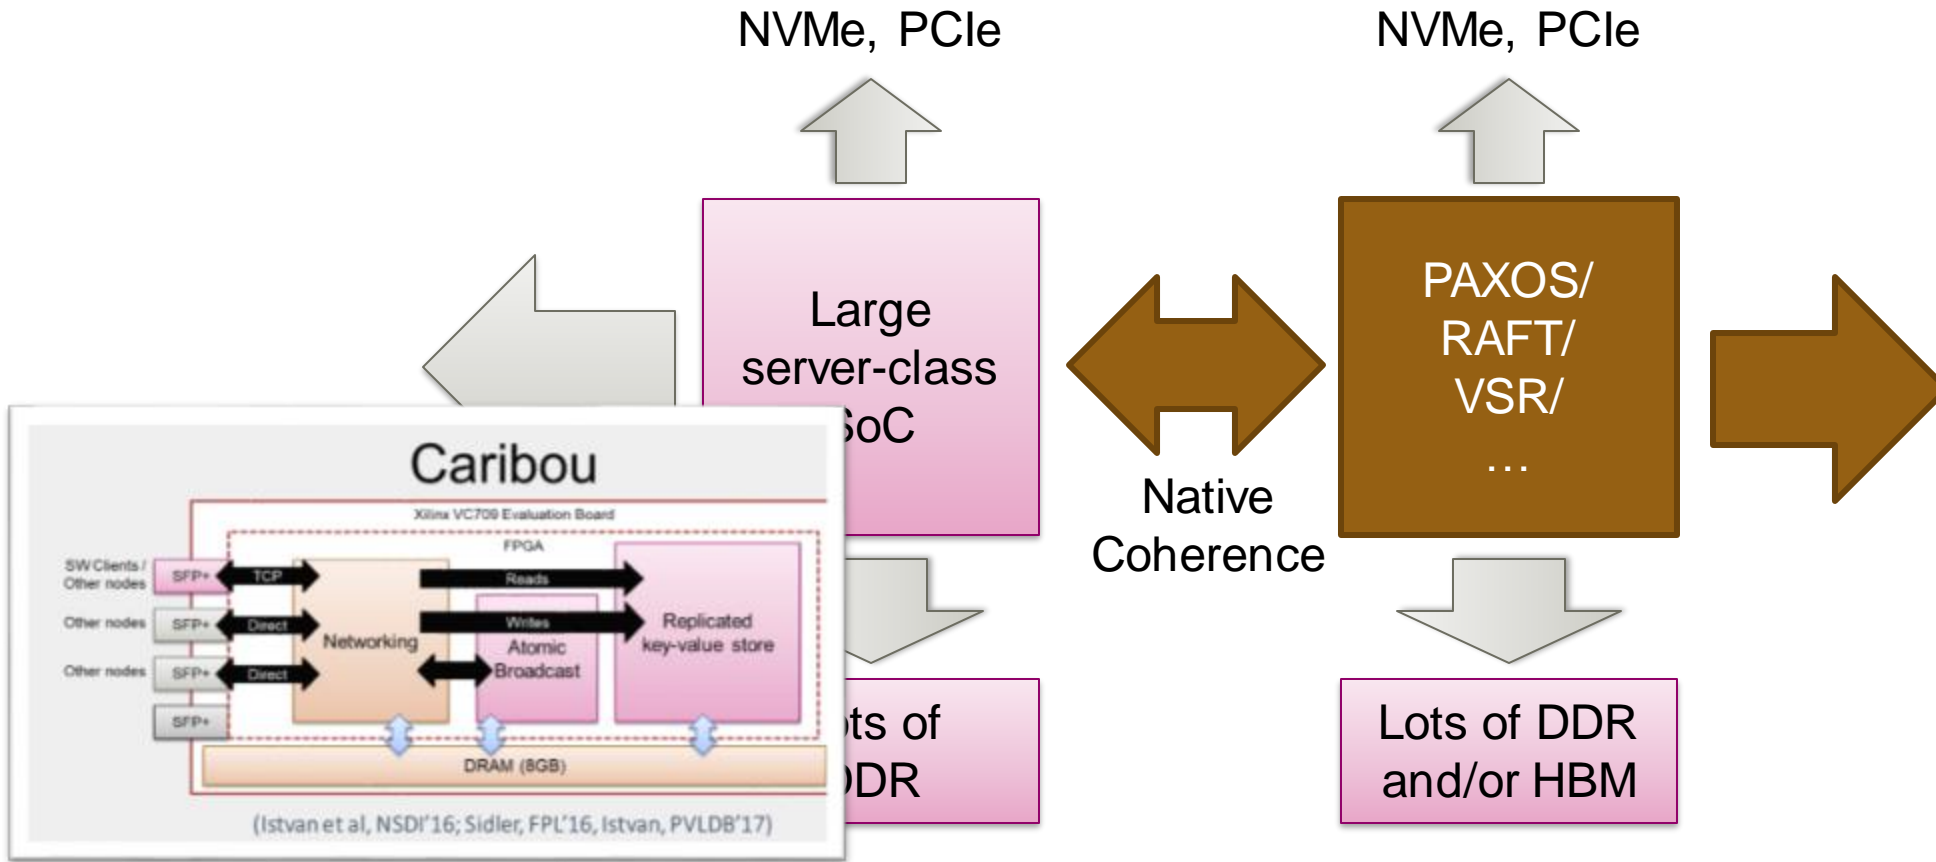 NVMe, PCIe
NVMe, PCIe
Large
server-class
SoC
PAXOS/
RAFT/
VSR/
…
Native
Coherence
Lots of DDR
and/or HBM
ots of
DDR
Caribou
Xilinx VC709 Evaluation Board
FPGA
SW Clients /
Other nodes
SFP+
TCP
Reads
Other nodes
SFP+
Direct
Writes
Networking
Atomic
Broadcast
Replicated
key-value store
Other nodes
SFP+
Direct
SFP+
DRAM (8GB)
(Istvan et al, NSDI'16; Sidler, FPL'16, Istvan, PVLDB'17)